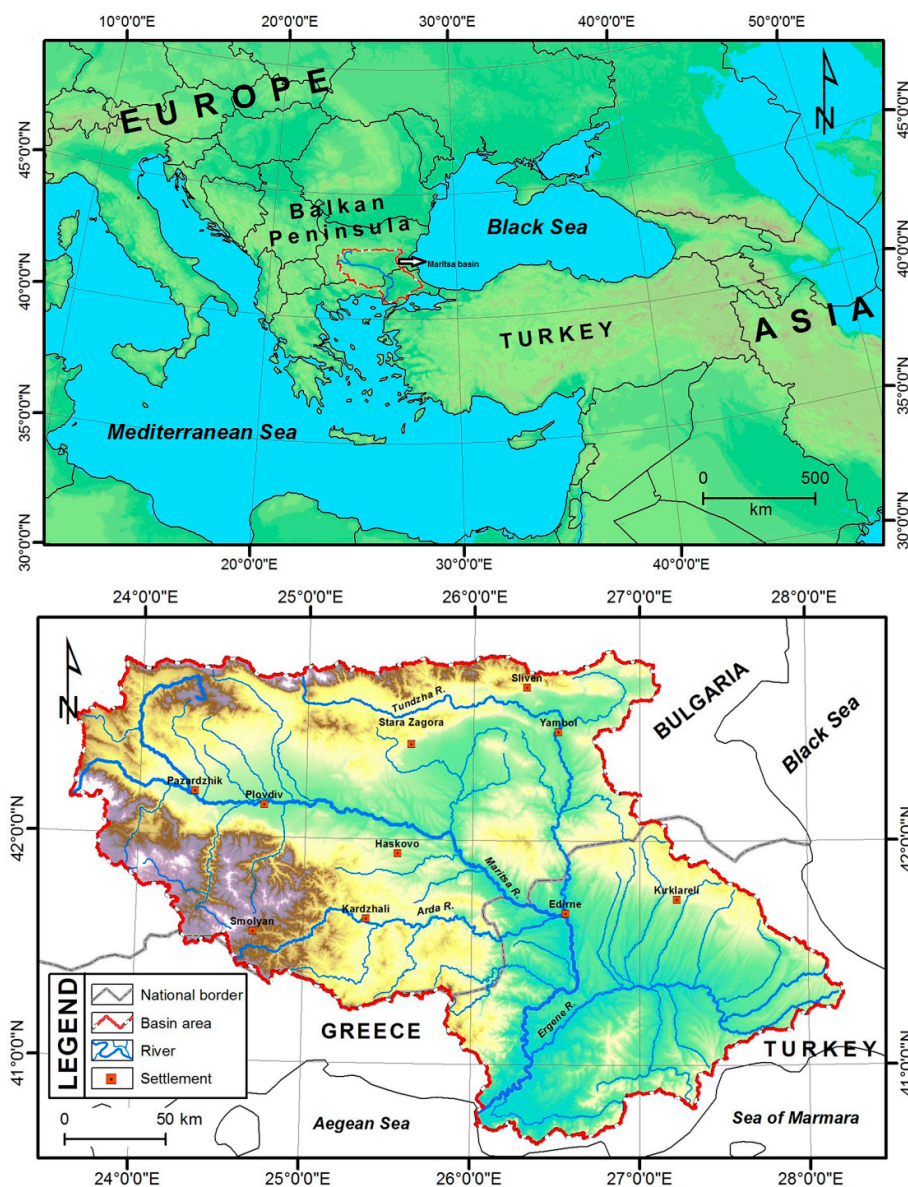 10°0'0"E
20°0'0"E
30°0'0"E
40°0'0"E
50°0'0"E
EUROPE
N
45°0'0"N
45°0'0"N
Balkan
Peninsula
Black Sea
Maritsa basin
40°0'0"N
40°0'0"N
TURKEY
ASIA
35°0'0"N
35°0'0"N
Mediterranean Sea
0
500
km
30°0'0"N
30°0'0"N
20°0'0"E
30°0'0"E
40°0'0"E
24°0'0"E
25°0'0"E
26°0'0"E
27°0'0"E
28°0'0"E
N
Sliven
Tundzha R.
Stara Zagora
Yambol
BULGARIA
Black Sea
Pazardzhik
Plovdiv
42°0'0"N
42°0'0"N
Haskovo
Maritsa R.
Kırklareli
Kardzhali
Arda R.
Edirne
Smolyan
LEGEND
National border
Basin area
River
Settlement
GREECE
Ergene R.
TURKEY
41°0'0"N
41°0'0"N
0
50 km
Aegean Sea
Sea of Marmara
24°0'0"E
25°0'0"E
26°0'0"E
27°0'0"E
28°0'0"E